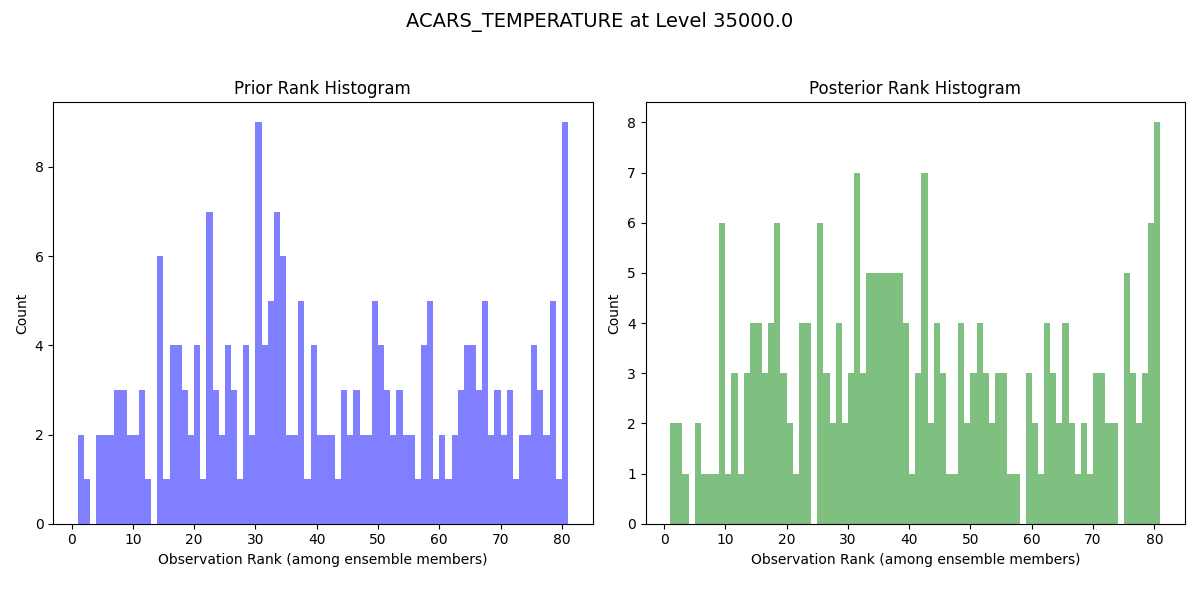 ACARS_TEMPERATURE at Level 35000.0
Prior Rank Histogram
Count
8
6
4
2
0
0 10 20 30 40 50 60 70 80
Observation Rank (among ensemble members)
Posterior Rank Histogram
Count
8
7
6
5
4
3
2
1
0
0 10 20 30 40 50 60 70 80
Observation Rank (among ensemble members)